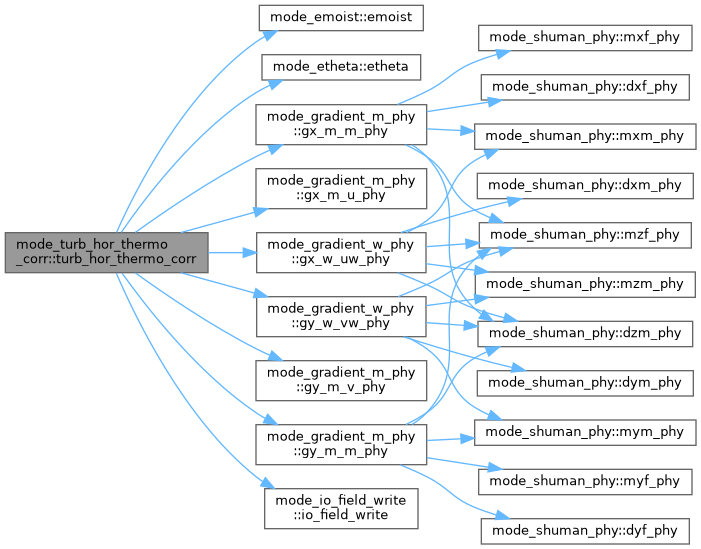 mode_turb_hor_thermo
_corr::turb_hor_thermo_corr
mode_emoist::emoist
mode_etheta::etheta
mode_gradient_m_phy
::gx_m_m_phy
mode_gradient_m_phy
::gx_m_u_phy
mode_gradient_w_phy
::gx_w_uw_phy
mode_gradient_w_phy
::gy_w_vw_phy
mode_gradient_m_phy
::gy_m_v_phy
mode_gradient_m_phy
::gy_m_m_phy
mode_io_field_write
::io_field_write
mode_shuman_phy::mxf_phy
mode_shuman_phy::dxf_phy
mode_shuman_phy::mxm_phy
mode_shuman_phy::dxm_phy
mode_shuman_phy::mzf_phy
mode_shuman_phy::mzm_phy
mode_shuman_phy::dzm_phy
mode_shuman_phy::dym_phy
mode_shuman_phy::mym_phy
mode_shuman_phy::myf_phy
mode_shuman_phy::dyf_phy